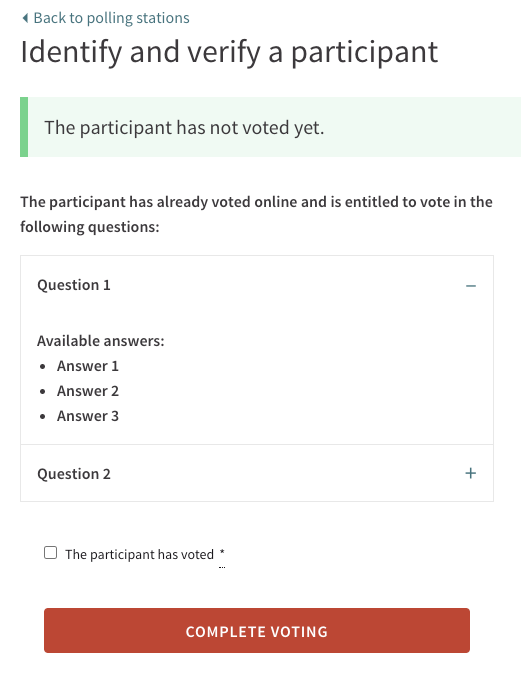 Back to polling stations
Identify and verify a participant
The participant has not voted yet.
The participant has already voted online and is entitled to vote in the
following questions:
Question 1 –
Available answers:
• Answer 1
• Answer 2
• Answer 3
Question 2 +
The participant has voted *
COMPLETE VOTING